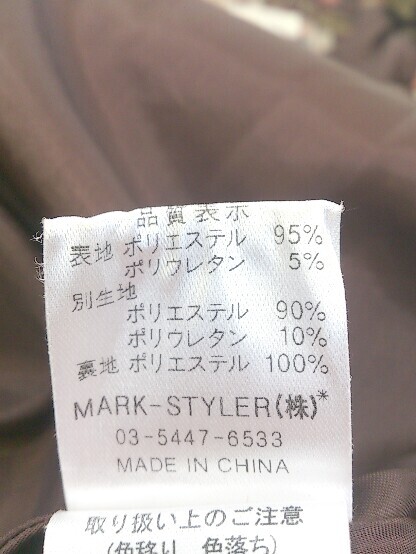 品質表示
表地 ポリエステル 95%
ポリウレタン 5%
別生地
ポリエステル 90%
ポリウレタン 10%
裏地 ポリエステル 100%
MARK-STYLER(株)*
03-5447-6533
MADE IN CHINA
取り扱い上のご注意
(色移り 色落ち)